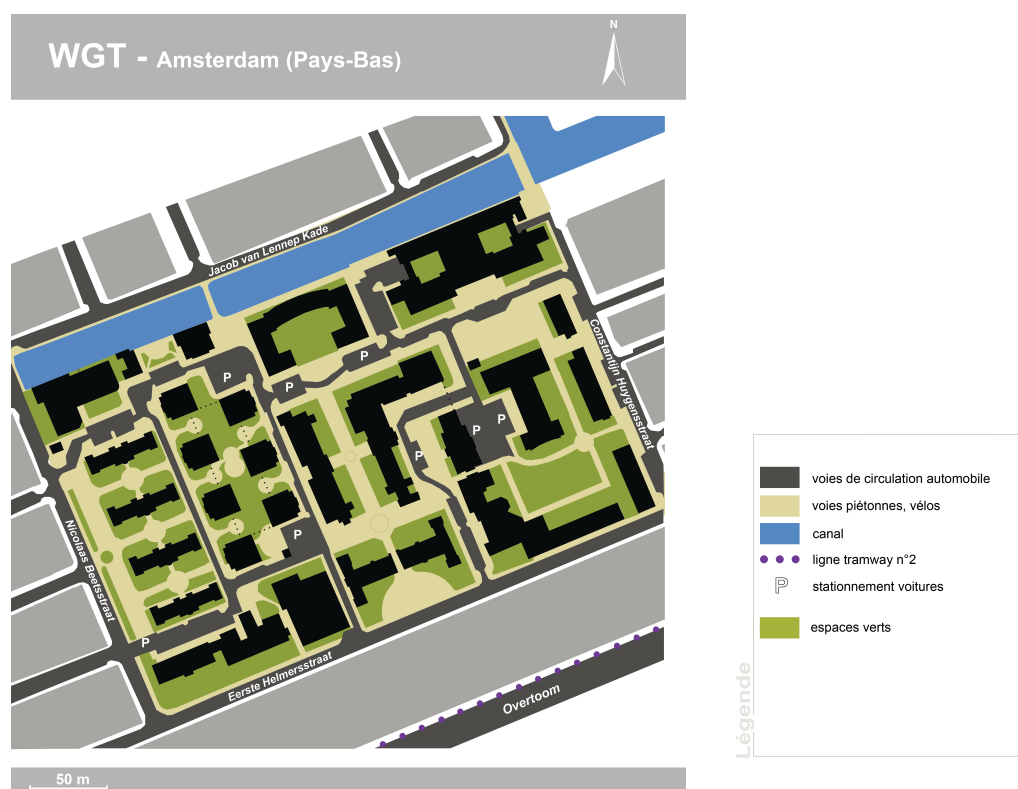 WGT - Amsterdam (Pays-Bas)
N
Jacob van Lennep Kade
P
P
P
Constantijn Huygensstraat
P
P
P
P
Nicolaas Beetsstraat
P
Eerste Helmersstraat
Overtoom
50 m
Légende
voies de circulation automobile
voies piétonnes, vélos
canal
ligne tramway n°2
P stationnement voitures
espaces verts